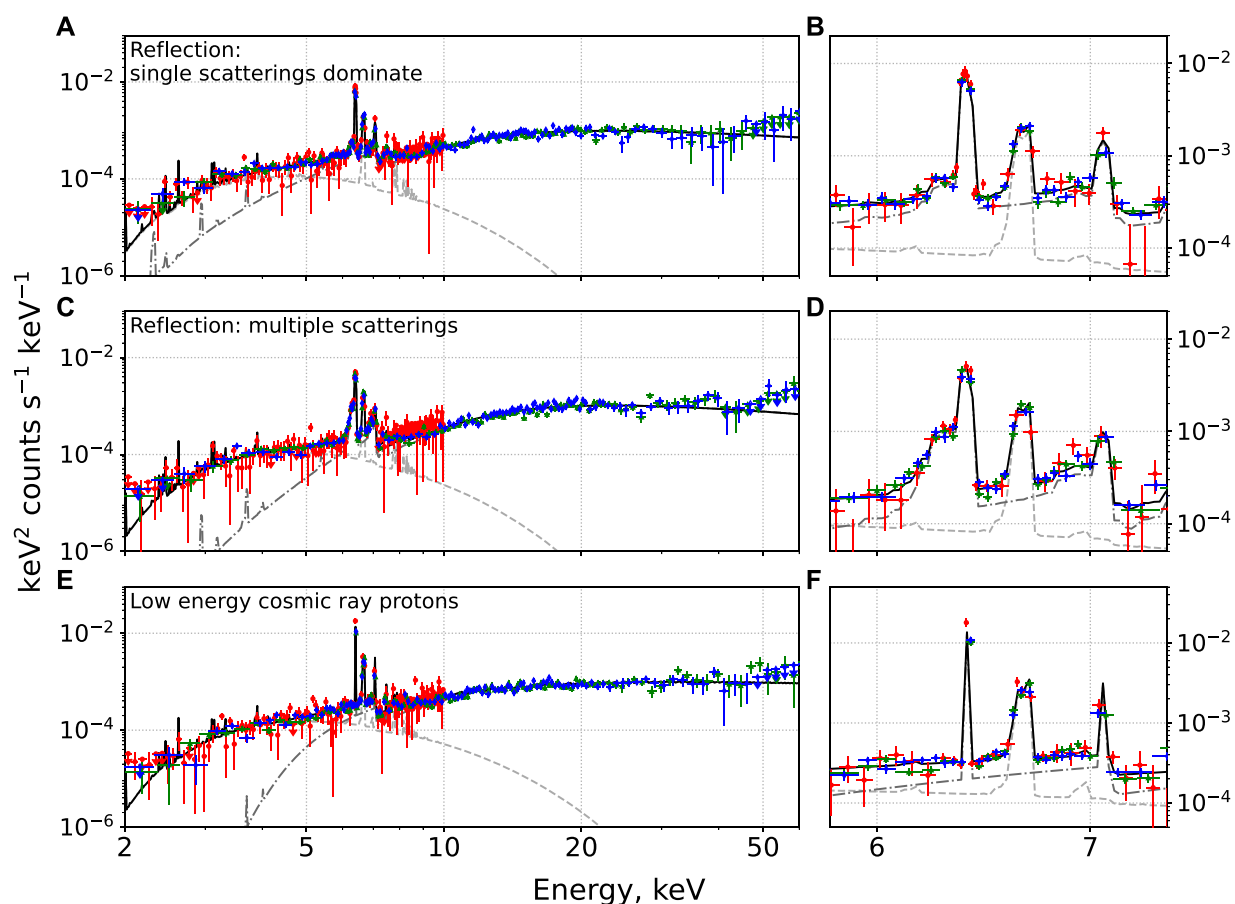 A
B
Reflection:
single scatterings dominate
10⁻²
10⁻⁴
10⁻⁶
10⁻²
10⁻³
10⁻⁴
C
D
Reflection: multiple scatterings
10⁻²
10⁻⁴
10⁻⁶
10⁻²
10⁻³
10⁻⁴
keV² counts s⁻¹ keV⁻¹
E
F
Low energy cosmic ray protons
10⁻²
10⁻⁴
10⁻⁶
10⁻²
10⁻³
10⁻⁴
2 5 10 20 50 6 7
Energy, keV